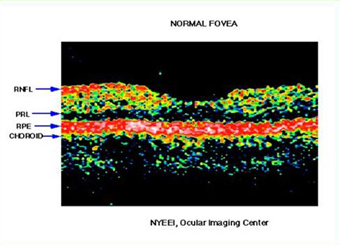 NORMAL FOVEA
RNFL
PRL
RPE
CHOROID
NYEEI, Ocular Imaging Center